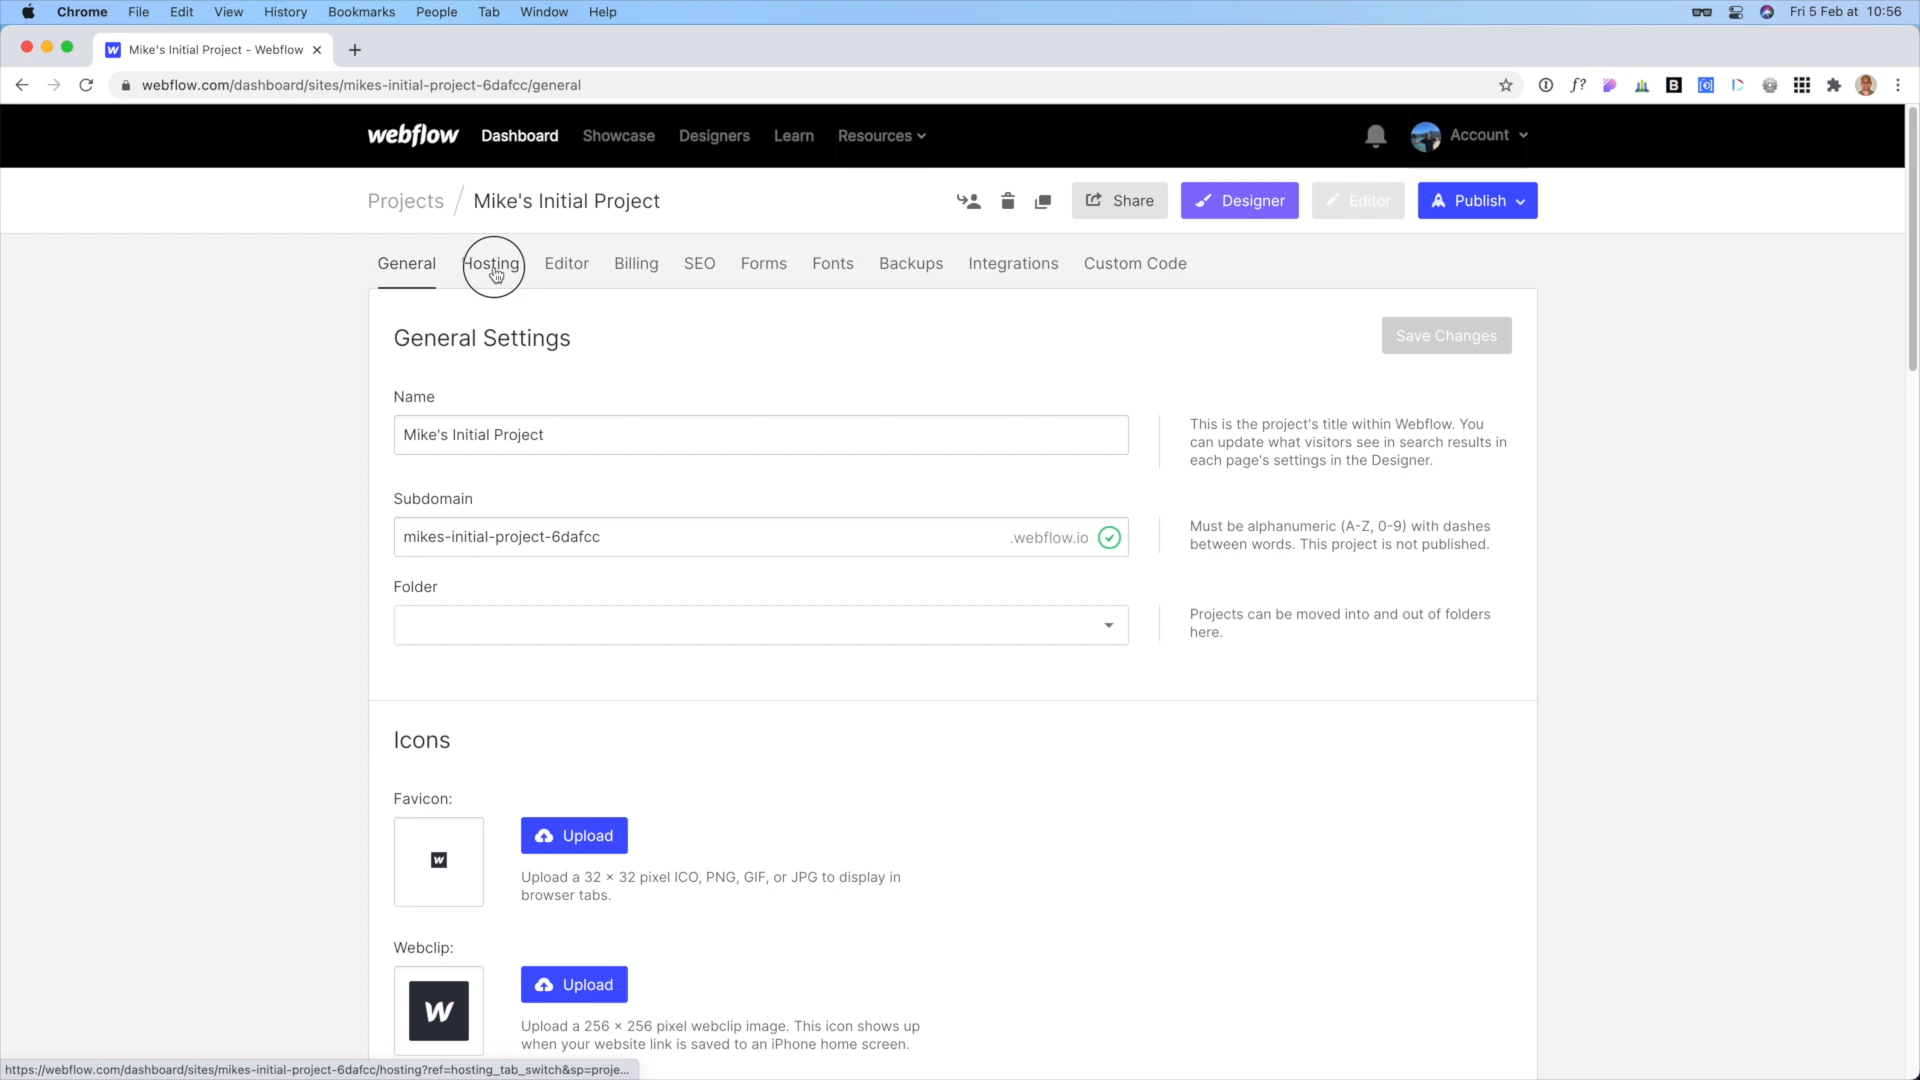 Chrome File Edit View History Bookmarks People Tab Window Help Fri 5 Feb at 10:56
Mike's Initial Project - Webflow
webflow.com/dashboard/sites/mikes-initial-project-6dafcc/general
webflow Dashboard Showcase Designers Learn Resources Account
Projects / Mike's Initial Project Share Designer Editor Publish
General Hosting Editor Billing SEO Forms Fonts Backups Integrations Custom Code
General Settings Save Changes
Name
Mike's Initial Project
This is the project's title within Webflow. You
can update what visitors see in search results in
each page's settings in the Designer.
Subdomain
mikes-initial-project-6dafcc .webflow.io
Must be alphanumeric (A-Z, 0-9) with dashes
between words. This project is not published.
Folder
Projects can be moved into and out of folders
here.
Icons
Favicon:
Upload
Upload a 32 × 32 pixel ICO, PNG, GIF, or JPG to display in
browser tabs.
Webclip:
Upload
Upload a 256 × 256 pixel webclip image. This icon shows up
when your website link is saved to an iPhone home screen.
https://webflow.com/dashboard/sites/mikes-initial-project-6dafcc/hosting?ref=hosting_tab_switch&sp=proje...